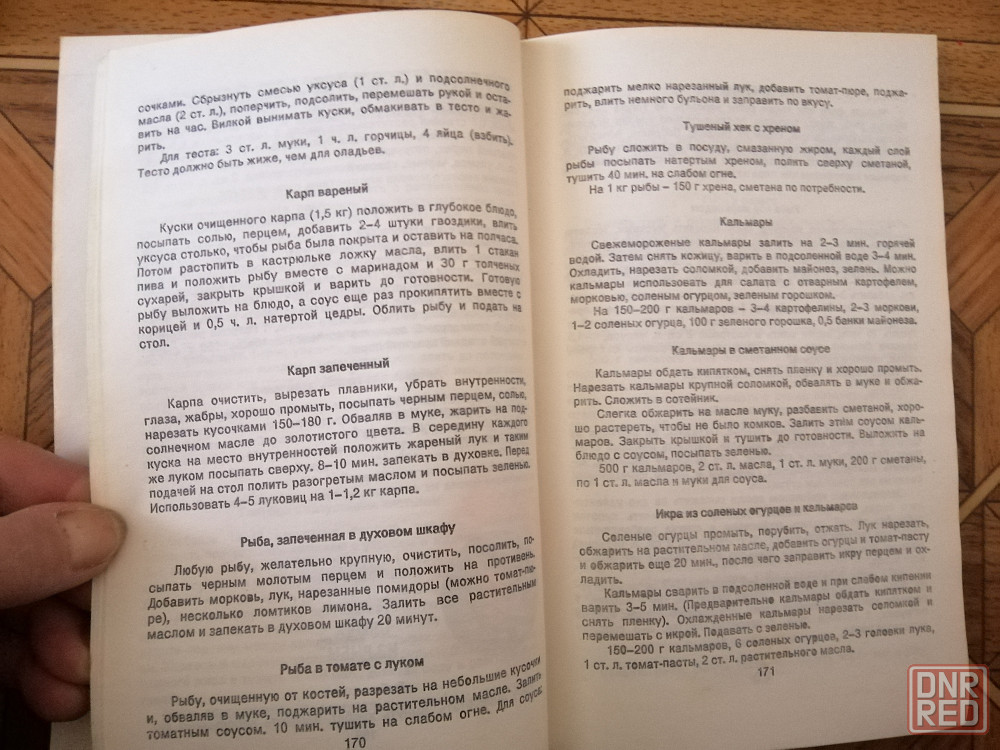 сочками. Сбрызнуть смесью уксуса (1 ст. л.) и подсолнечного
масла (2 ст. л.), поперчить, подсолить, перемешать рукой и оста-
вить на час. Вилкой вынимать куски, обмакивать в тесто и жа-
рить.
Для теста: 3 ст. л. муки, 1 ч. л. горчицы, 4 яйца (взбить).
Тесто должно быть жиже, чем для оладьев.
Карп вареный
Куски очищенного карпа (1,5 кг) положить в глубокое блюдо,
посыпать солью, перцем, добавить 2–4 штуки гвоздики, влить
уксуса столько, чтобы рыба была покрыта и оставить на полчаса.
Потом растопить в кастрюльке ложку масла, влить 1 стакан
пива и положить рыбу вместе с маринадом и 30 г толченых
сухарей, закрыть крышкой и варить до готовности. Готовую
рыбу выложить на блюдо, а соус еще раз прокипятить вместе с
корицей и 0,5 ч. л. натертой цедры. Облить рыбу и подать на
стол.
Карп запеченный
Карпа очистить, вырезать плавники, убрать внутренности,
глаза, жабры, хорошо промыть, посыпать черным перцем, солью,
нарезать кусочками 150–180 г. Обваляв в муке, жарить на под-
солнечном масле до золотистого цвета. В середину каждого
куска на место внутренностей положить жареный лук и таким
же луком посыпать сверху. 8–10 мин. запекать в духовке. Перед
подачей на стол полить разогретым маслом и посыпать зеленью.
Использовать 4–5 луковиц на 1–1,2 кг карпа.
Рыба, запеченная в духовом шкафу
Любую рыбу, желательно крупную, очистить, посолить, по-
сыпать черным молотым перцем и положить на противень.
Добавить морковь, лук, нарезанные помидоры (можно томат-пю-
ре), несколько ломтиков лимона. Залить все растительным
маслом и запекать в духовом шкафу 20 минут.
Рыба в томате с луком
Рыбу, очищенную от костей, разрезать на небольшие кусочки
и, обваляв в муке, поджарить на растительном масле. Залить
томатным соусом. 10 мин. тушить на слабом огне. Для соуса:
170
поджарить мелко нарезанный лук, добавить томат-пюре, поджа-
рить, влить немного бульона и заправить по вкусу.
Тушеный хек с хреном
Рыбу сложить в посуду, смазанную жиром, каждый слой
рыбы посыпать натертым хреном, полять сверху сметаной,
тушить 40 мин. на слабом огне.
На 1 кг рыбы – 150 г хрена, сметана по потребности.
Кальмары
Свежемороженые кальмары залить на 2–3 мин. горячей
водой. Затем снять кожицу, варить в подсоленной воде 3–4 мин.
Охладить, нарезать соломкой, добавить майонез, зелень. Можно
кальмары использовать для салата с отварным картофелем,
морковью, соленым огурцом, зеленым горошком.
На 150–200 г кальмаров – 3–4 картофелины, 2–3 моркови,
1–2 соленых огурца, 100 г зеленого горошка, 0,5 банки майонеза.
Кальмары в сметанном соусе
Кальмары обдать кипятком, снять пленку и хорошо промыть.
Нарезать кальмары крупной соломкой, обвалять в муке и обжа-
рить. Сложить в сотейник.
Слегка обжарить на масле муку, разбавить сметаной, хоро-
шо растереть, чтобы не было комков. Залить этим соусом каль-
маров. Закрыть крышкой и тушить до готовности. Выложить на
блюдо с соусом, посыпать зеленью.
500 г кальмаров, 2 ст. л. масла, 1 ст. л. муки, 200 г сметаны,
по 1 ст. л. масла и муки для соуса.
Икра из соленых огурцов и кальмаров
Соленые огурцы промыть, перубить, отжать. Лук нарезать,
обжарить на растительном масле, добавить огурцы и томат-пасту
и обжарить еще 20 мин., после чего заправить икру перцем и ох-
ладить.
Кальмары сварить в подсоленной воде и при слабом кипении
варить 3–5 мин. (Предварительно кальмары обдать кипятком и
снять пленку). Охлажденные кальмары нарезать соломкой и
перемешать с икрой. Подавать с зеленью.
150–200 г кальмаров, 6 соленых огурцов, 2–3 головки лука,
1 ст. л. томат-пасты, 2 ст. л. растительного масла.
171
DNR
RED